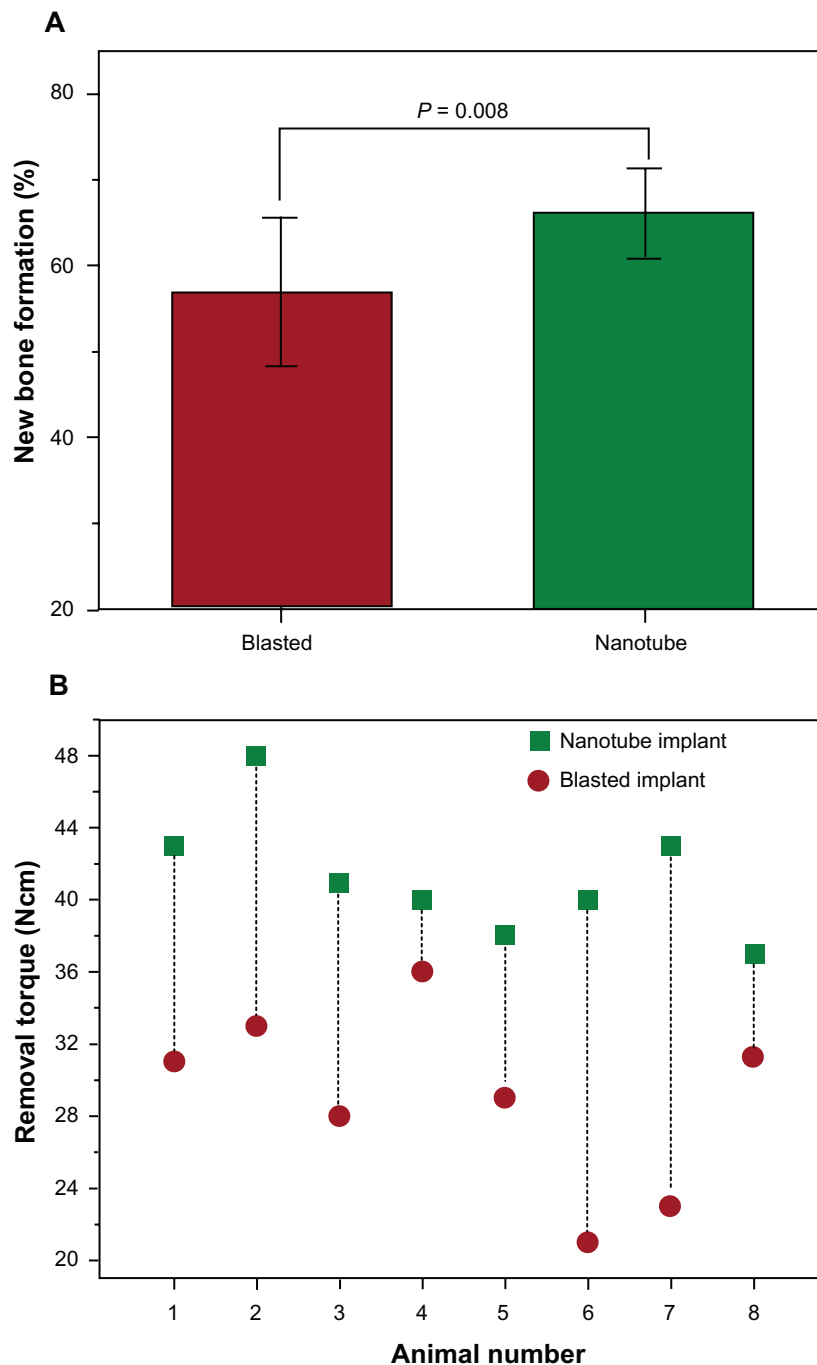 A
New bone formation (%)
80
60
40
20
P = 0.008
Blasted Nanotube
B
Removal torque (Ncm)
48
44
40
36
32
28
24
20
Nanotube implant
Blasted implant
1 2 3 4 5 6 7 8
Animal number